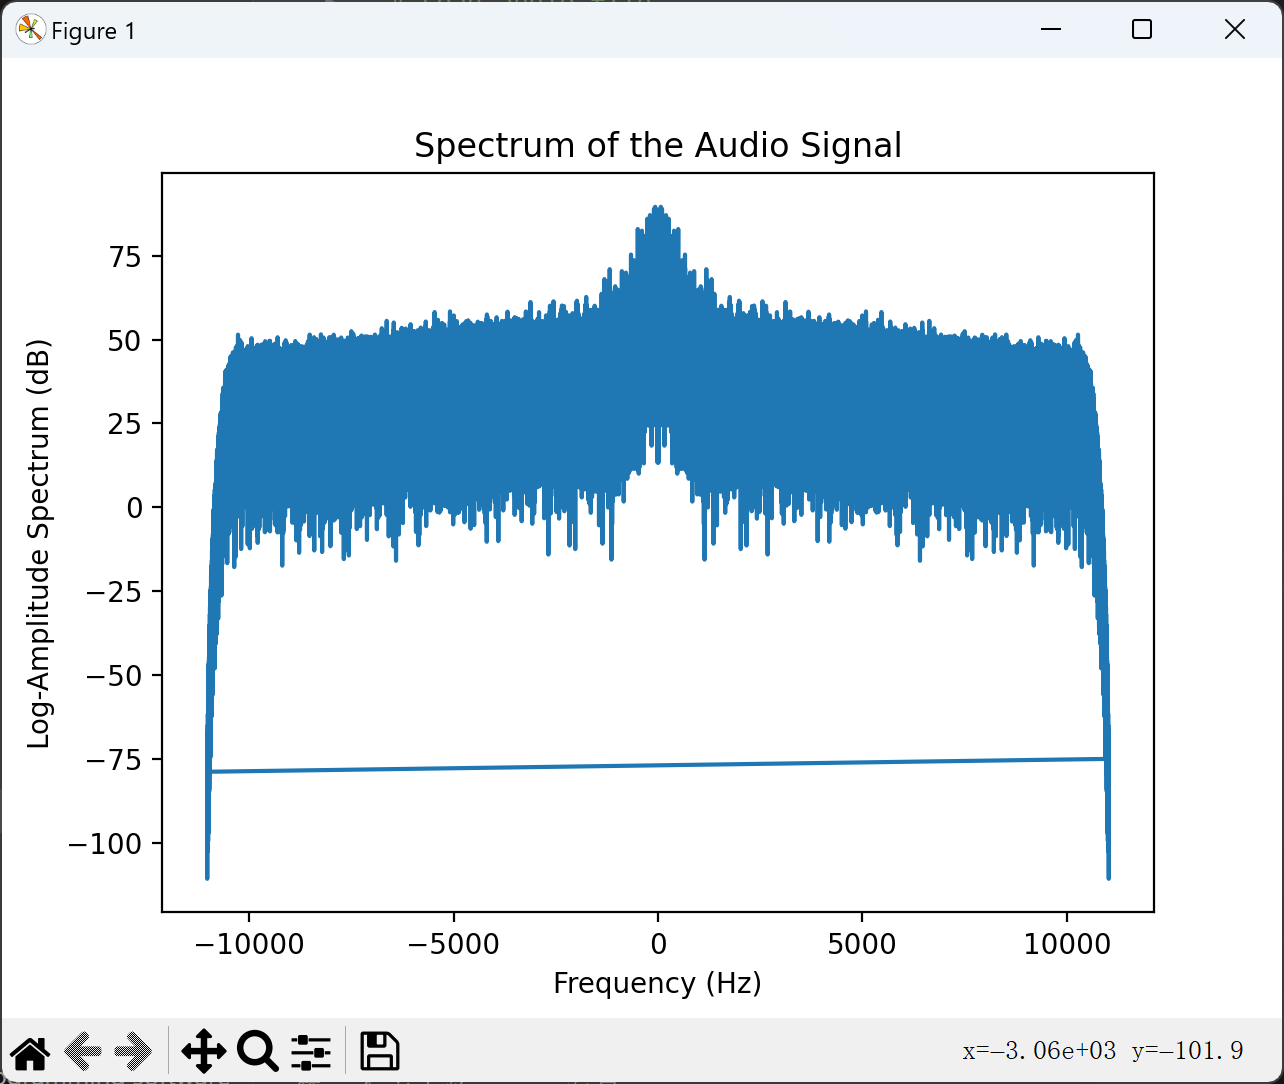 Figure 1
Spectrum of the Audio Signal
Log-Amplitude Spectrum (dB)
75
50
25
0
−25
−50
−75
−100
−10000 −5000 0 5000 10000
Frequency (Hz)
x=−3.06e+03 y=−101.9